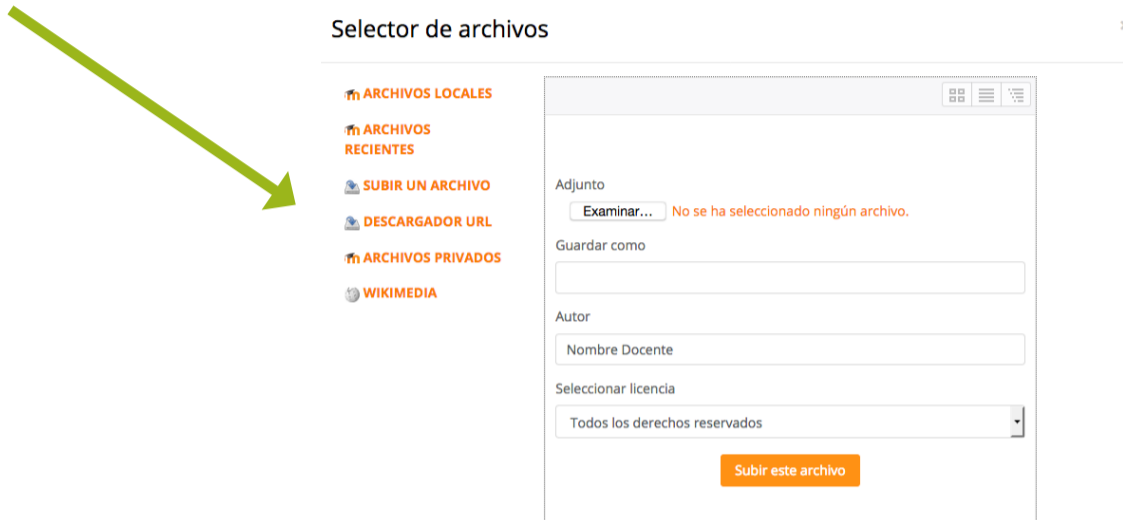 Selector de archivos
ARCHIVOS LOCALES
ARCHIVOS
RECIENTES
SUBIR UN ARCHIVO
DESCARGADOR URL
ARCHIVOS PRIVADOS
WIKIMEDIA
Adjunto
Examinar... No se ha seleccionado ningún archivo.
Guardar como
Autor
Nombre Docente
Seleccionar licencia
Todos los derechos reservados
Subir este archivo